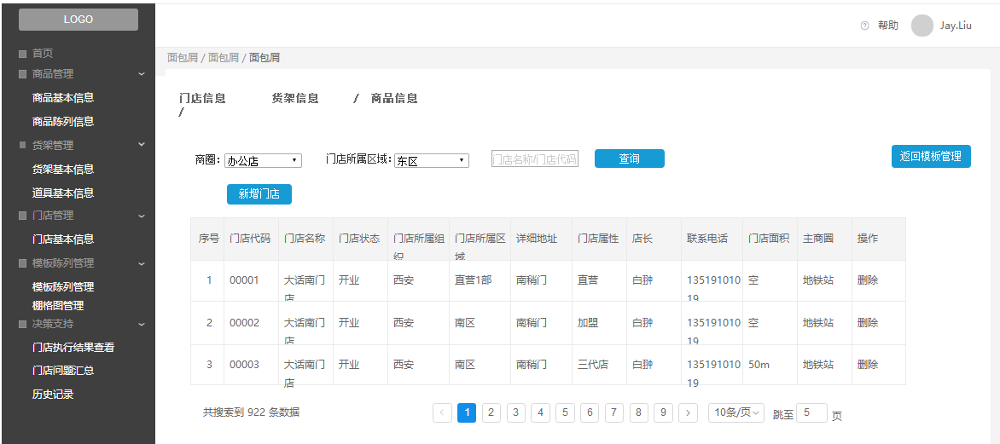 LOGO
帮助 Jay.Liu
首页
商品管理
商品基本信息
商品陈列信息
货架管理
货架基本信息
道具基本信息
门店管理
门店基本信息
模板陈列管理
模板陈列管理
棚格图管理
决策支持
门店执行结果查看
门店问题汇总
历史记录
面包屑 / 面包屑 / 面包屑
门店信息 货架信息 / 商品信息
/
商圈： 办公店 门店所属区域： 东区 门店名称/门店代码 查询 返回模板管理
新增门店
序号 门店代码 门店名称 门店状态 门店所属组织 门店所属区域 详细地址 门店属性 店长 联系电话 门店面积 主商圈 操作
1 00001 大话南门店 开业 西安 直营1部 南稍门 直营 白翀 13519101019 空 地铁站 删除
2 00002 大话南门店 开业 西安 南区 南稍门 加盟 白翀 13519101019 空 地铁站 删除
3 00003 大话南门店 开业 西安 南区 南稍门 三代店 白翀 13519101019 50m 地铁站 删除
共搜索到 922 条数据 1 2 3 4 5 6 7 8 9 10条/页 跳至 5 页